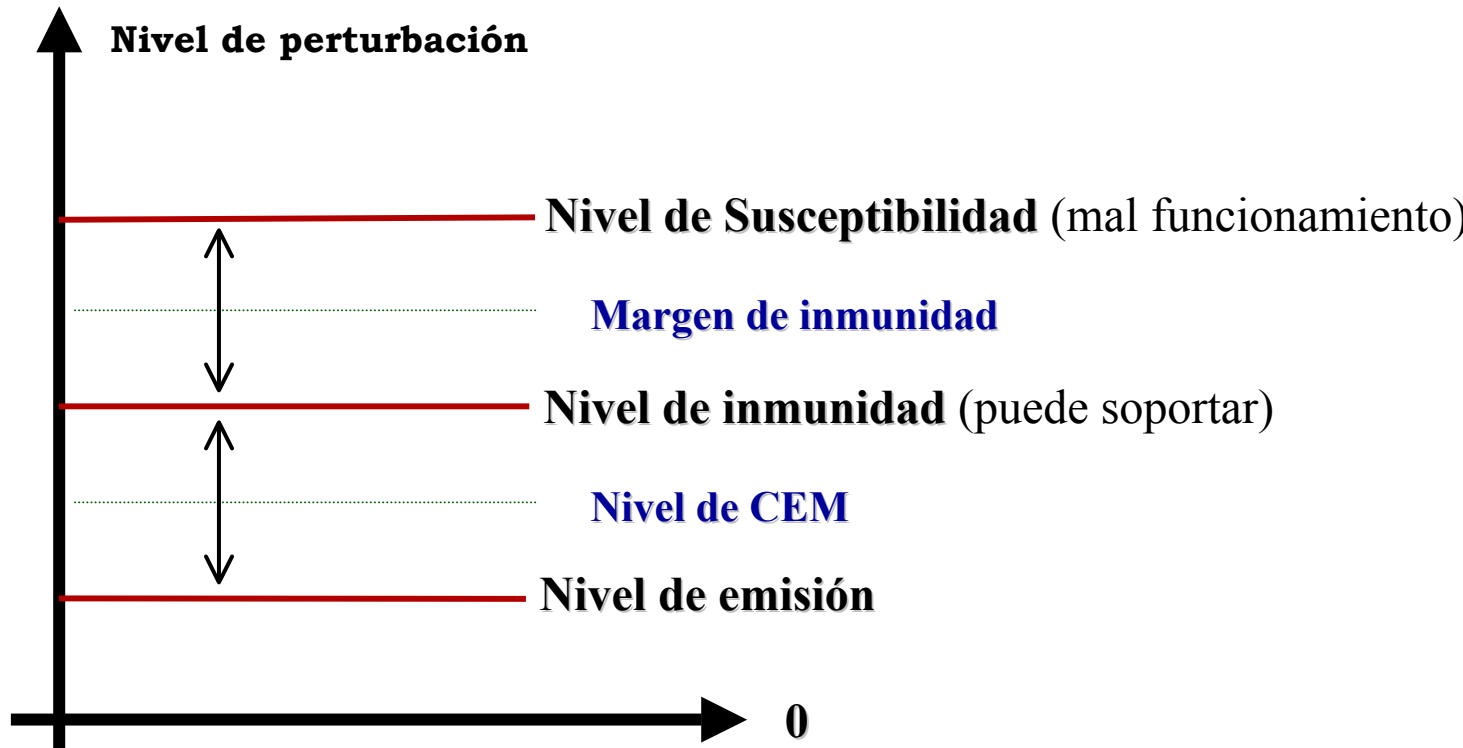 Nivel de perturbación
Nivel de Susceptibilidad (mal funcionamiento)
Margen de inmunidad
Nivel de inmunidad (puede soportar)
Nivel de CEM
Nivel de emisión
0